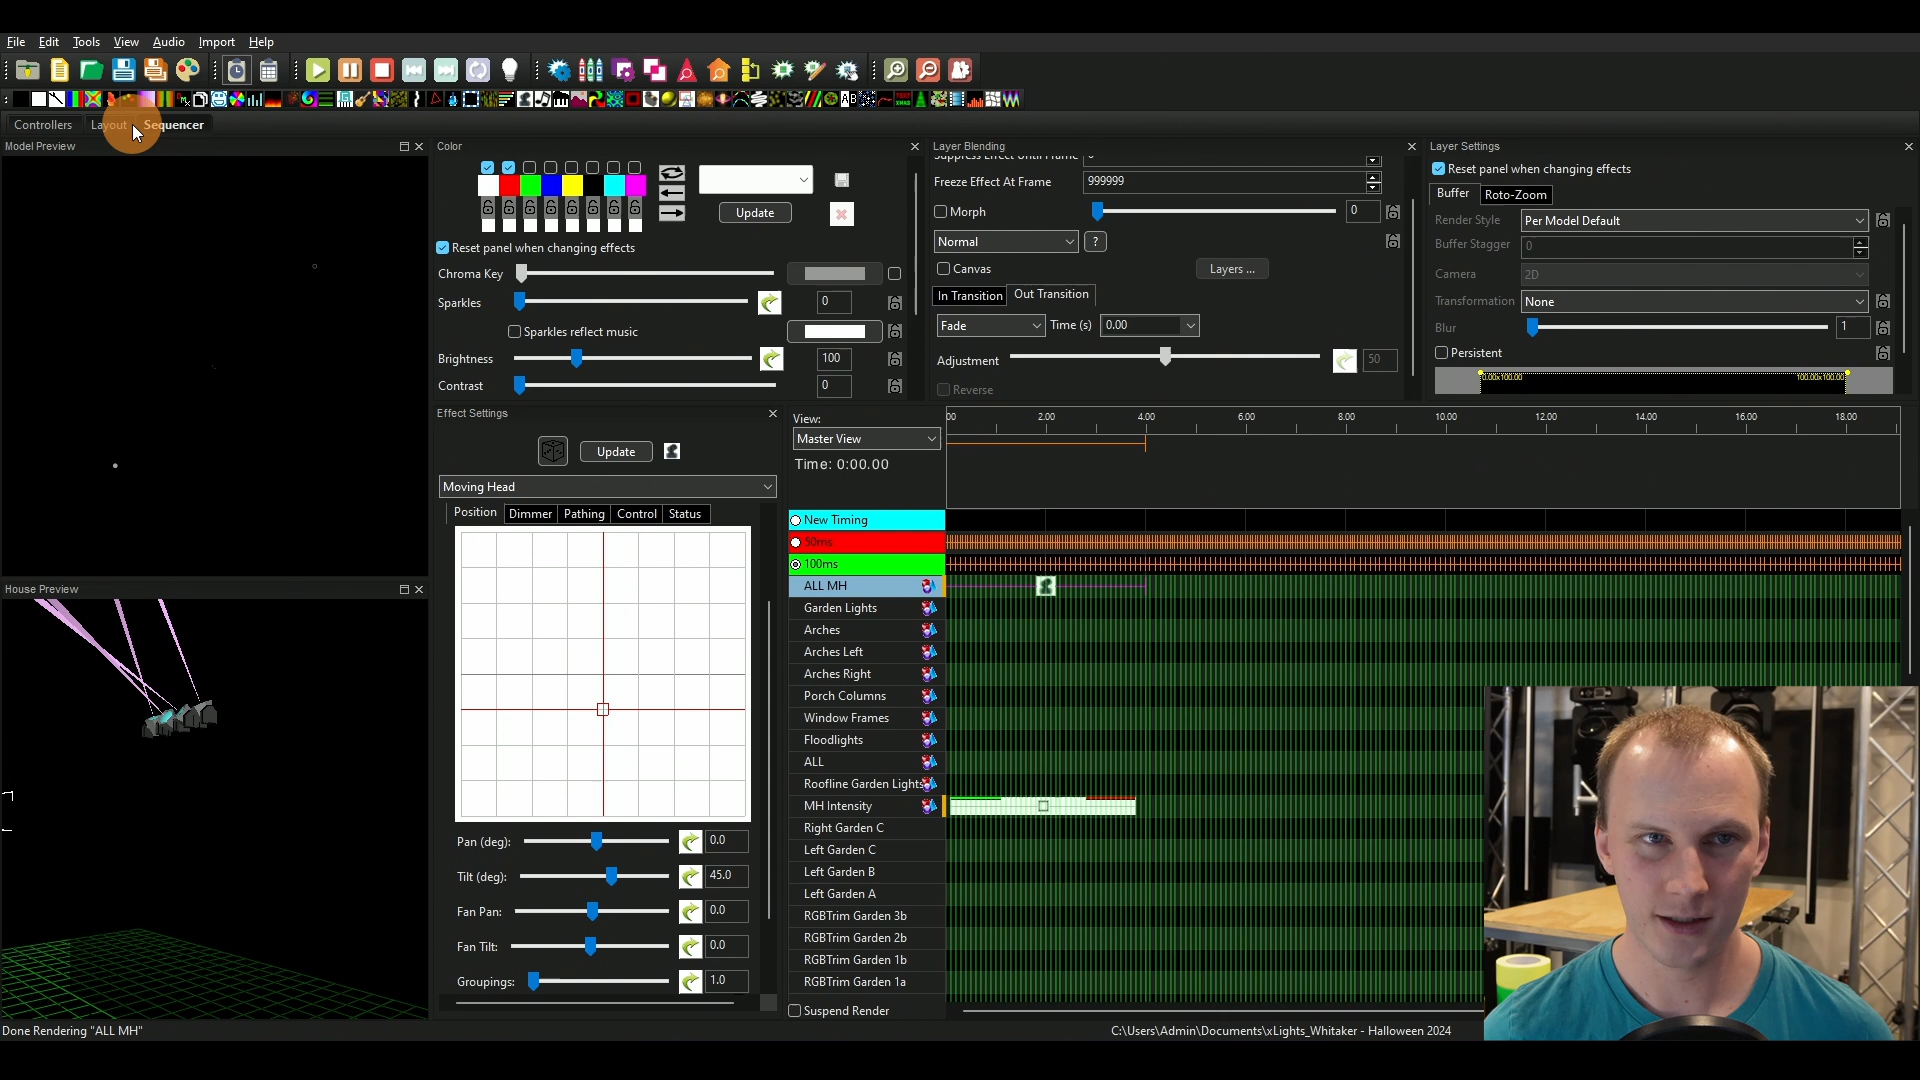 File Edit Tools View Audio Import Help
Controllers Layout Sequencer
Model Preview
Color
Layer Blending
Layer Settings
Update
Reset panel when changing effects
Chroma Key
Sparkles 0
Sparkles reflect music
Brightness 100
Contrast 0
Freeze Effect At Frame 999999
Morph 0
Normal ?
Canvas Layers ...
In Transition Out Transition
Fade Time (s) 0.00
Adjustment 50
Reverse
Reset panel when changing effects
Buffer Roto-Zoom
Render Style Per Model Default
Buffer Stagger 0
Camera 2D
Transformation None
Blur 1
Persistent
0.00x100.00 100.00x100.00
Effect Settings
Update
Moving Head
Position Dimmer Pathing Control Status
Pan (deg): 0.0
Tilt (deg): 45.0
Fan Pan: 0.0
Fan Tilt: 0.0
Groupings: 1.0
House Preview
View:
Master View
Time: 0:00.00
00 2.00 4.00 6.00 8.00 10.00 12.00 14.00 16.00 18.00
New Timing
50ms
100ms
ALL MH
Garden Lights
Arches
Arches Left
Arches Right
Porch Columns
Window Frames
Floodlights
ALL
Roofline Garden Lights
MH Intensity
Right Garden C
Left Garden C
Left Garden B
Left Garden A
RGBTrim Garden 3b
RGBTrim Garden 2b
RGBTrim Garden 1b
RGBTrim Garden 1a
Suspend Render
Done Rendering "ALL MH"
C:\Users\Admin\Documents\xLights_Whitaker - Halloween 2024